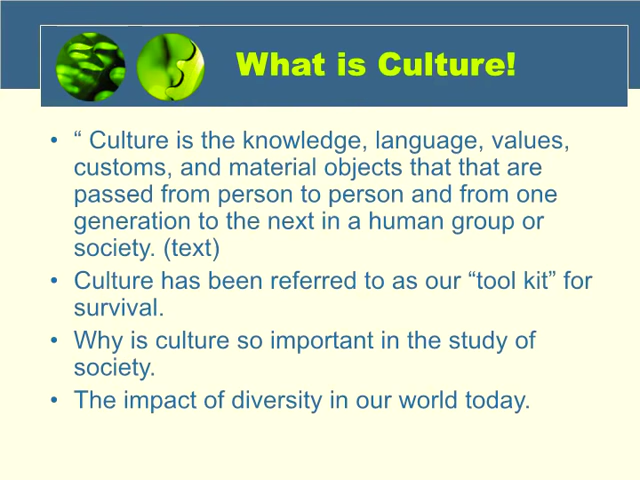 What is Culture!
• “ Culture is the knowledge, language, values,
customs, and material objects that that are
passed from person to person and from one
generation to the next in a human group or
society. (text)
• Culture has been referred to as our “tool kit” for
survival.
• Why is culture so important in the study of
society.
• The impact of diversity in our world today.